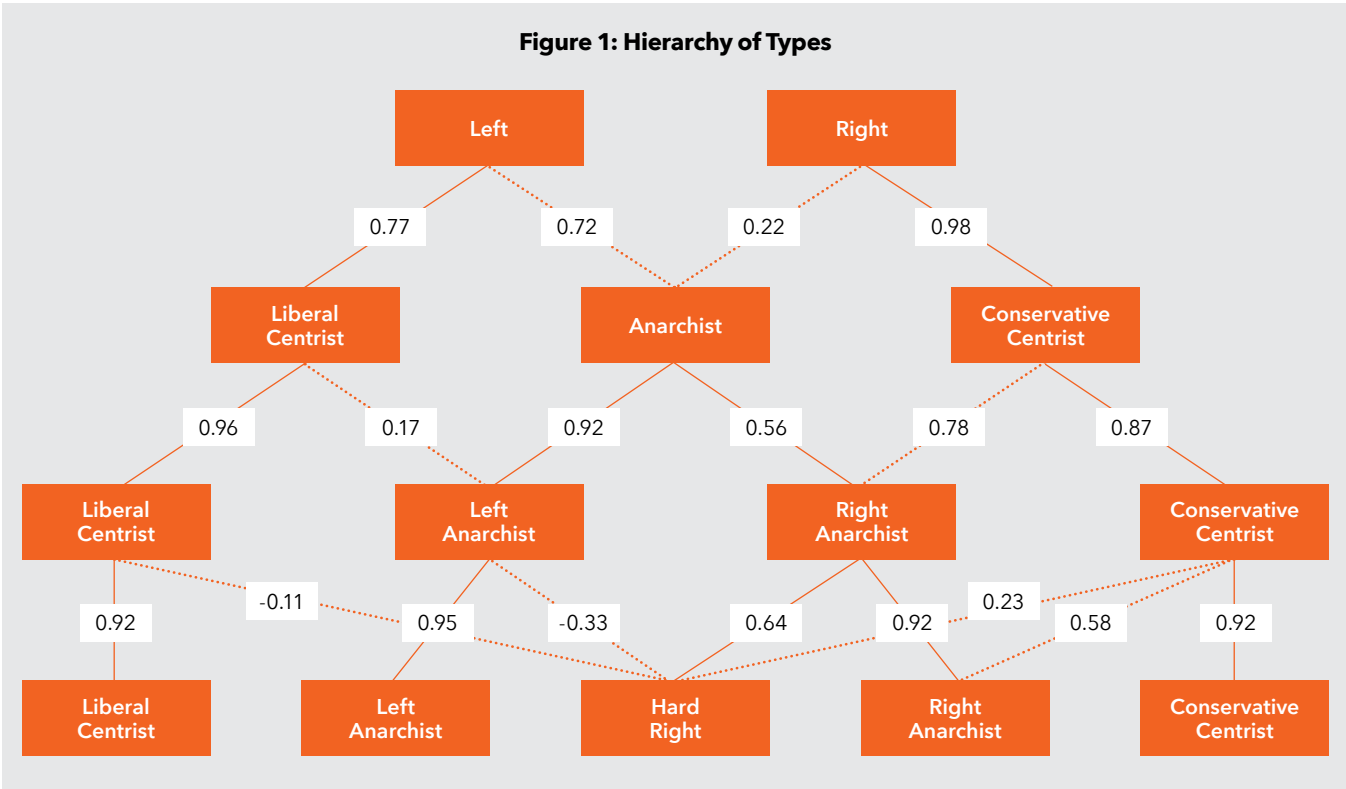 Figure 1: Hierarchy of Types
Left
Right
0.77
0.72
0.22
0.98
Liberal
Centrist
Anarchist
Conservative
Centrist
0.96
0.17
0.92
0.56
0.78
0.87
Liberal
Centrist
Left
Anarchist
Right
Anarchist
Conservative
Centrist
0.92
-0.11
0.95
-0.33
0.64
0.92
0.23
0.58
0.92
Liberal
Centrist
Left
Anarchist
Hard
Right
Right
Anarchist
Conservative
Centrist